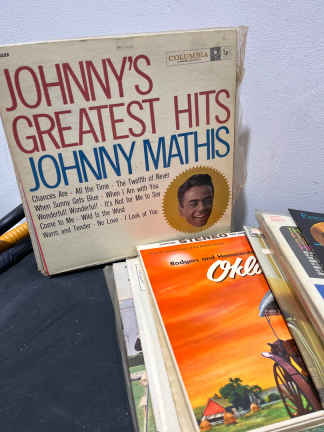 COLUMBIA
JOHNNY'S
GREATEST HITS
JOHNNY MATHIS
Chances Are - All the Time - The Twelfth of Never
When Sunny Gets Blue - When I Am with You
Wonderful! Wonderful! - It's Not for Me to Say
Come to Me - Wild Is the Wind
Warm and Tender - No Love - I Look at You
STEREO
Rodgers and Hammers
Okla